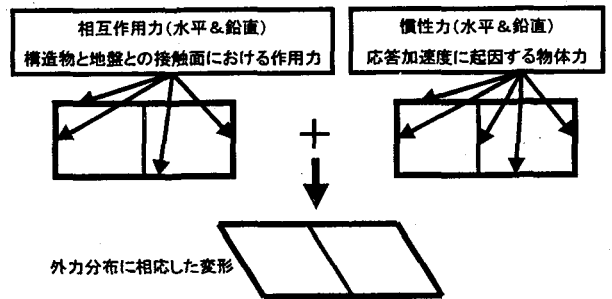 相互作用力(水平&鉛直)
構造物と地盤との接触面における作用力
慣性力(水平&鉛直)
応答加速度に起因する物体力
+
外力分布に相応した変形